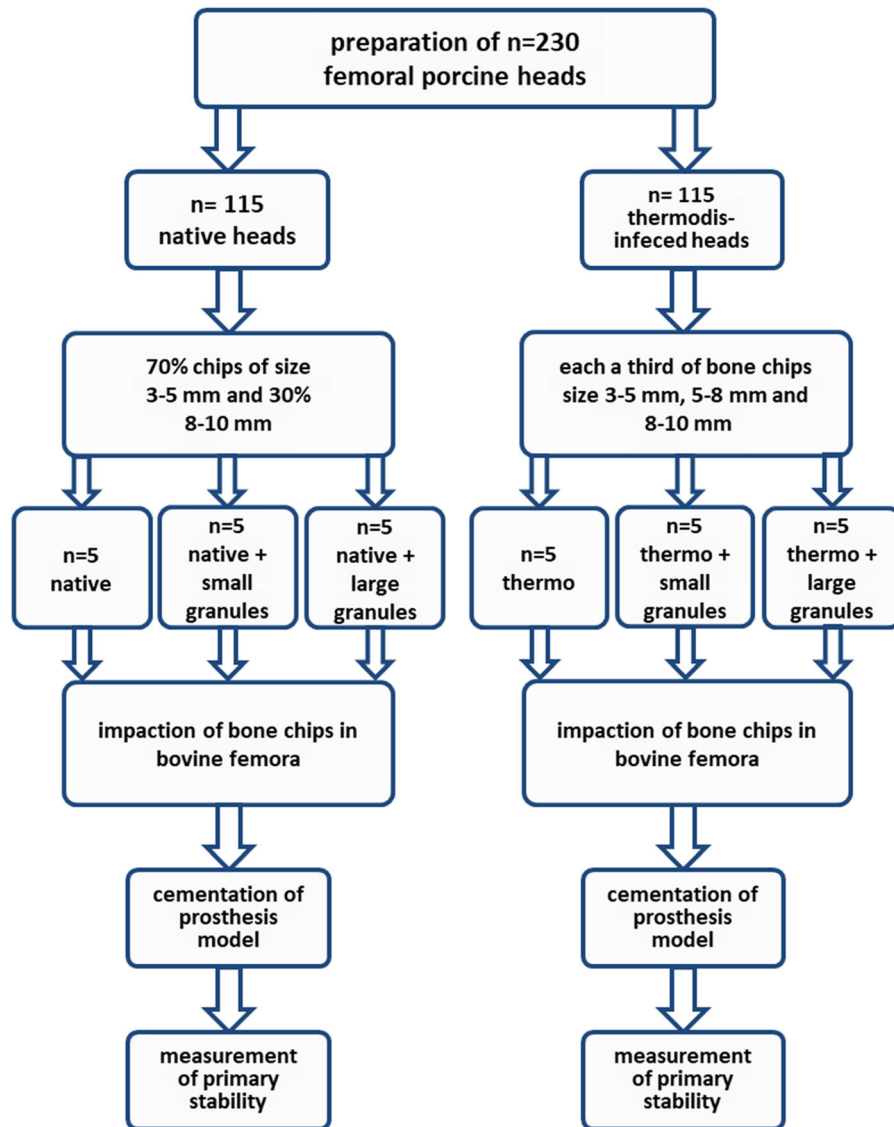 preparation of n=230
femoral porcine heads
n= 115
native heads
n= 115
thermodis-
infeced heads
70% chips of size
3-5 mm and 30%
8-10 mm
each a third of bone chips
size 3-5 mm, 5-8 mm and
8-10 mm
n=5
native
n=5
native +
small
granules
n=5
native +
large
granules
n=5
thermo
n=5
thermo +
small
granules
n=5
thermo +
large
granules
impaction of bone chips in
bovine femora
impaction of bone chips in
bovine femora
cementation of
prosthesis
model
cementation of
prosthesis
model
measurement
of primary
stability
measurement
of primary
stability